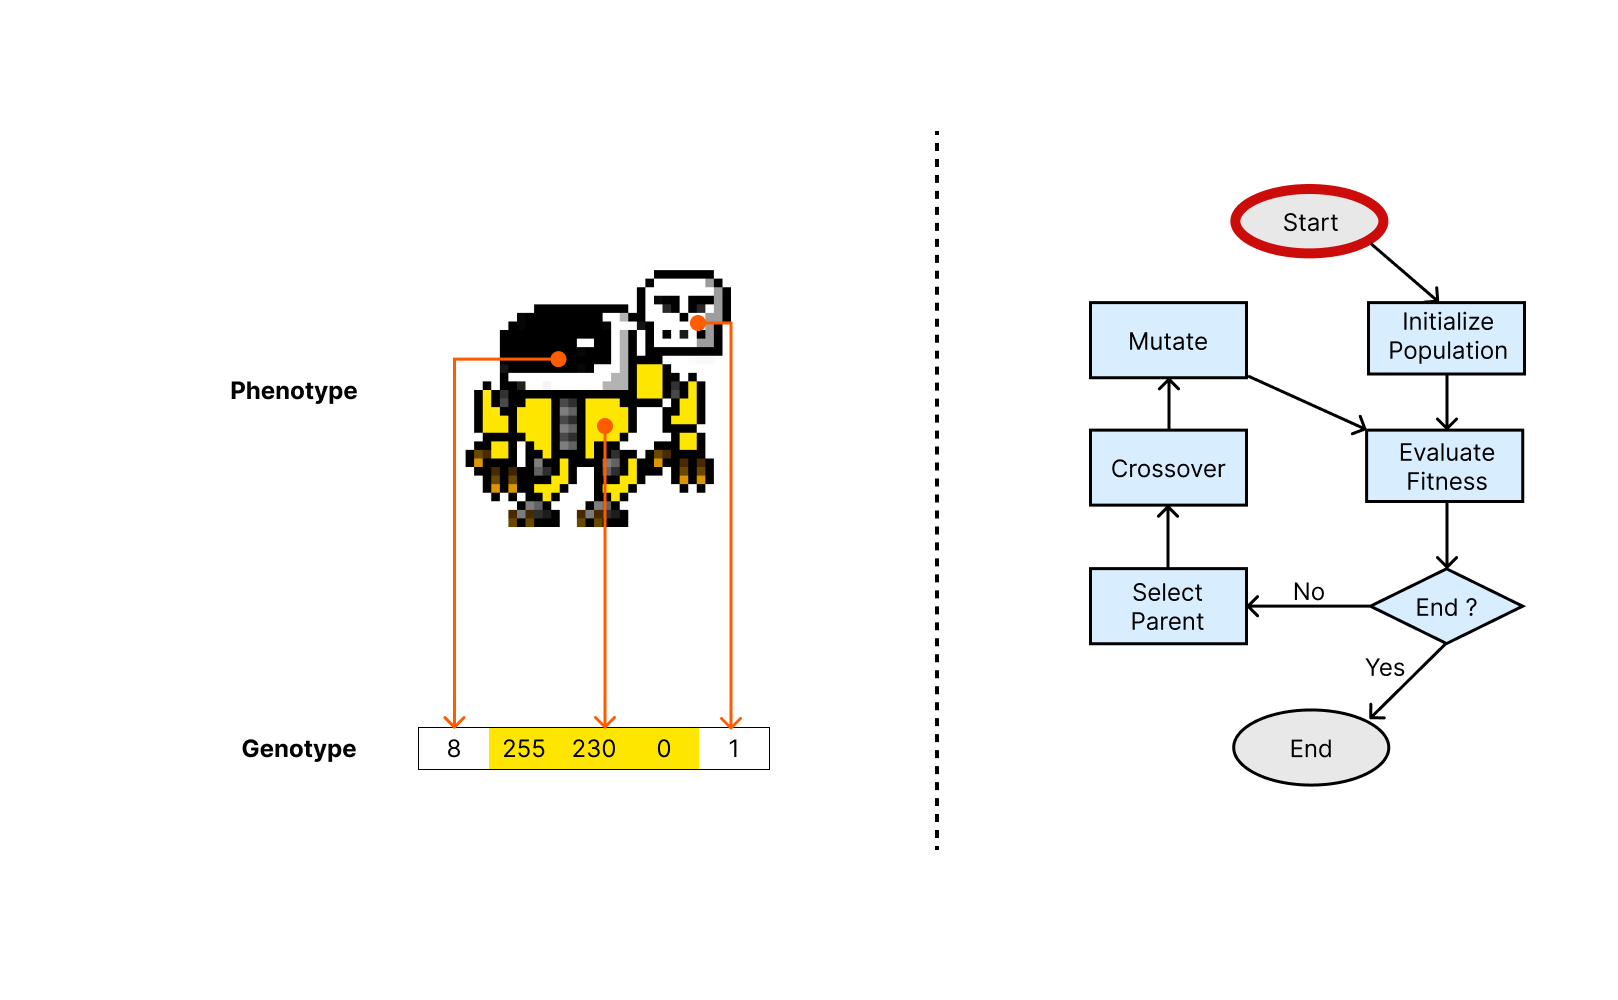 Phenotype
Genotype
8 255 230 0 1
Start
Initialize
Population
Mutate
Evaluate
Fitness
Crossover
End ?
No
Select
Parent
Yes
End